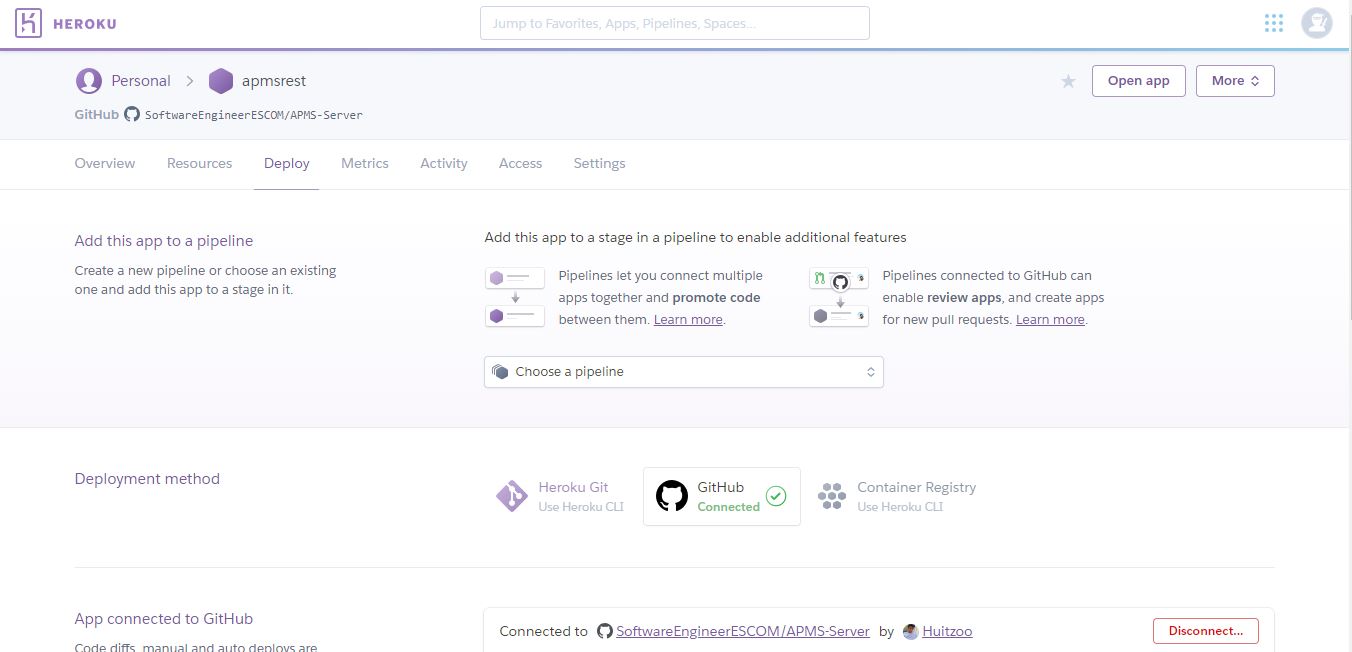 HEROKU
Jump to Favorites, Apps, Pipelines, Spaces...
Personal > apmsrest
Open app
More
GitHub SoftwareEngineerESCOM/APMS-Server
Overview Resources Deploy Metrics Activity Access Settings
Add this app to a pipeline
Create a new pipeline or choose an existing
one and add this app to a stage in it.
Add this app to a stage in a pipeline to enable additional features
Pipelines let you connect multiple
apps together and promote code
between them. Learn more.
Pipelines connected to GitHub can
enable review apps, and create apps
for new pull requests. Learn more.
Choose a pipeline
Deployment method
Heroku Git
Use Heroku CLI
GitHub
Connected
Container Registry
Use Heroku CLI
App connected to GitHub
Code diffs, manual and auto deploys are
Connected to SoftwareEngineerESCOM/APMS-Server by Huitzoo
Disconnect...